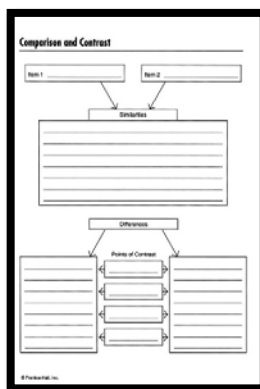 Comparison and Contrast
Item 1
Item 2
Similarities
Differences
Points of Contrast
© Prentice-Hall, Inc.